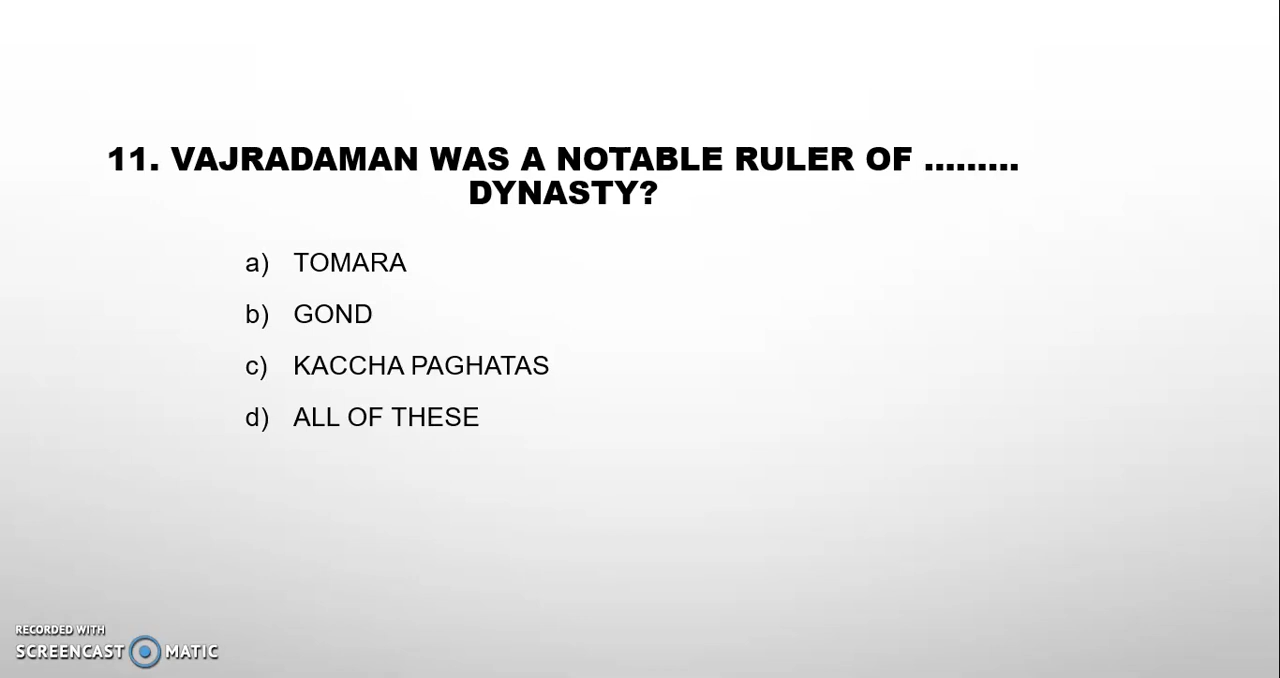 11. VAJRADAMAN WAS A NOTABLE RULER OF .........
DYNASTY?
a) TOMARA
b) GOND
c) KACCHA PAGHATAS
d) ALL OF THESE
RECORDED WITH
SCREENCAST MATIC